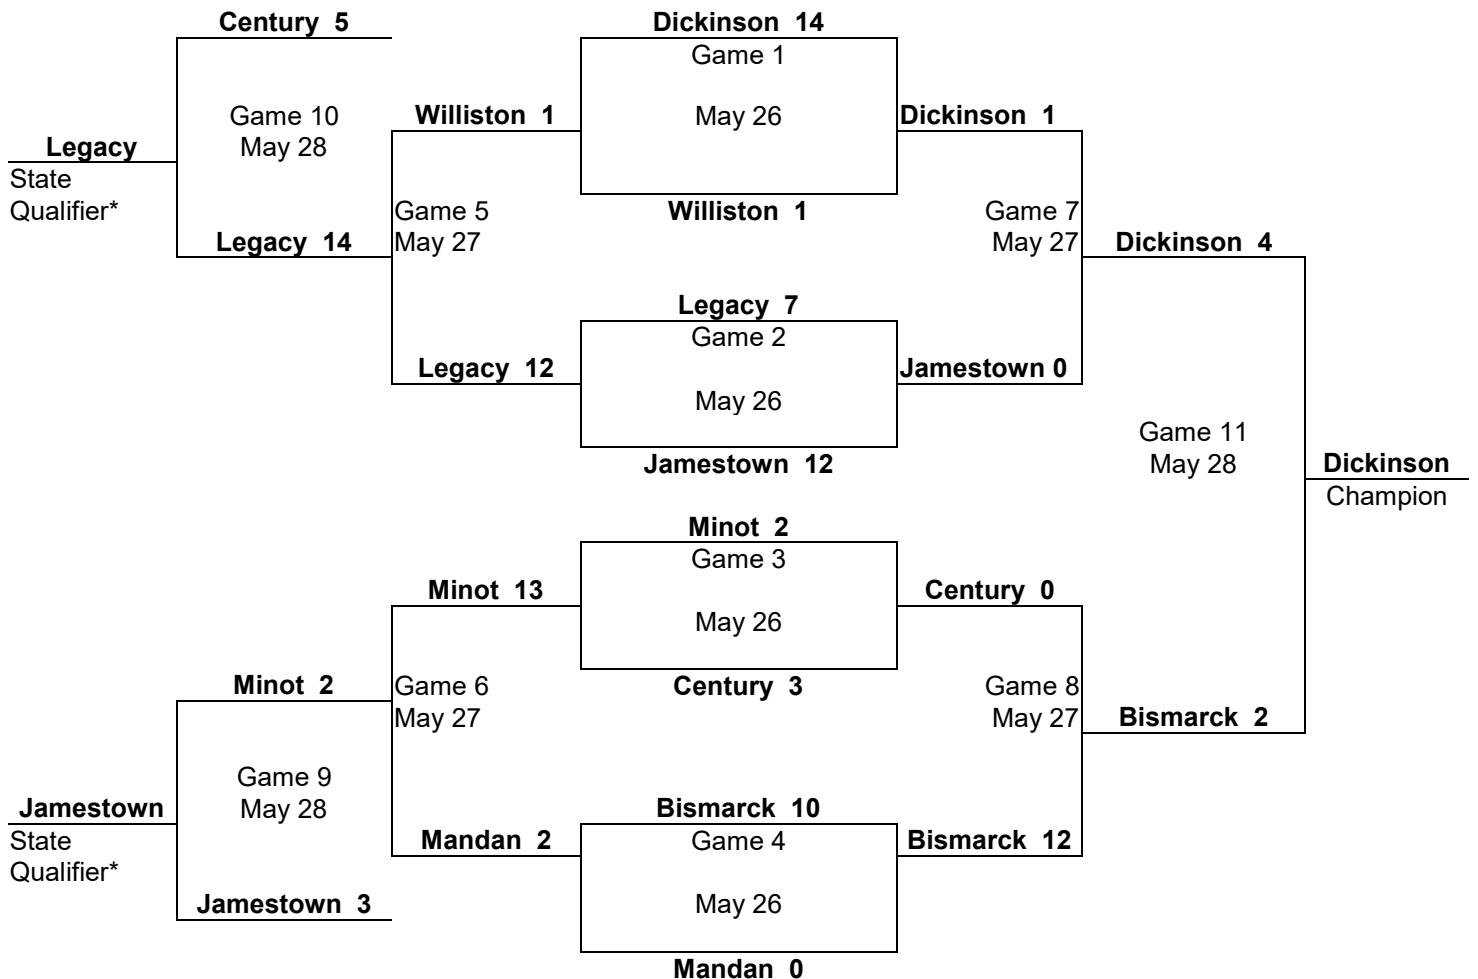 Century 5
Dickinson 14
Game 1
Game 10
May 28
Williston 1
May 26
Dickinson 1
Legacy
State
Qualifier*
Game 5
May 27
Williston 1
Game 7
May 27
Legacy 14
Dickinson 4
Legacy 7
Game 2
Legacy 12
May 26
Jamestown 0
Game 11
May 28
Jamestown 12
Dickinson
Champion
Minot 2
Game 3
Minot 13
May 26
Century 0
Minot 2
Game 6
May 27
Century 3
Game 8
May 27
Bismarck 2
Game 9
May 28
Jamestown
State
Qualifier*
Bismarck 10
Game 4
Mandan 2
Bismarck 12
May 26
Jamestown 3
Mandan 0